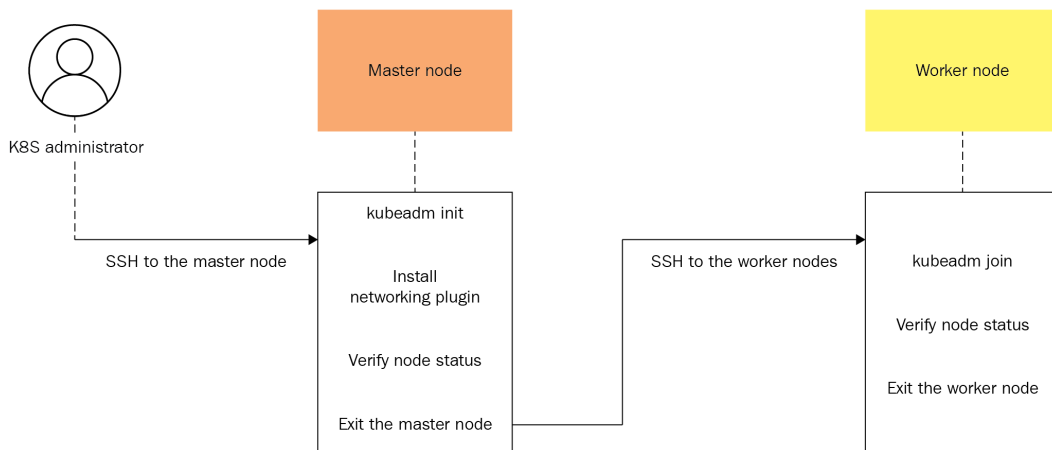 Master node
Worker node
K8S administrator
kubeadm init
SSH to the master node
Install
networking plugin
Verify node status
Exit the master node
SSH to the worker nodes
kubeadm join
Verify node status
Exit the worker node